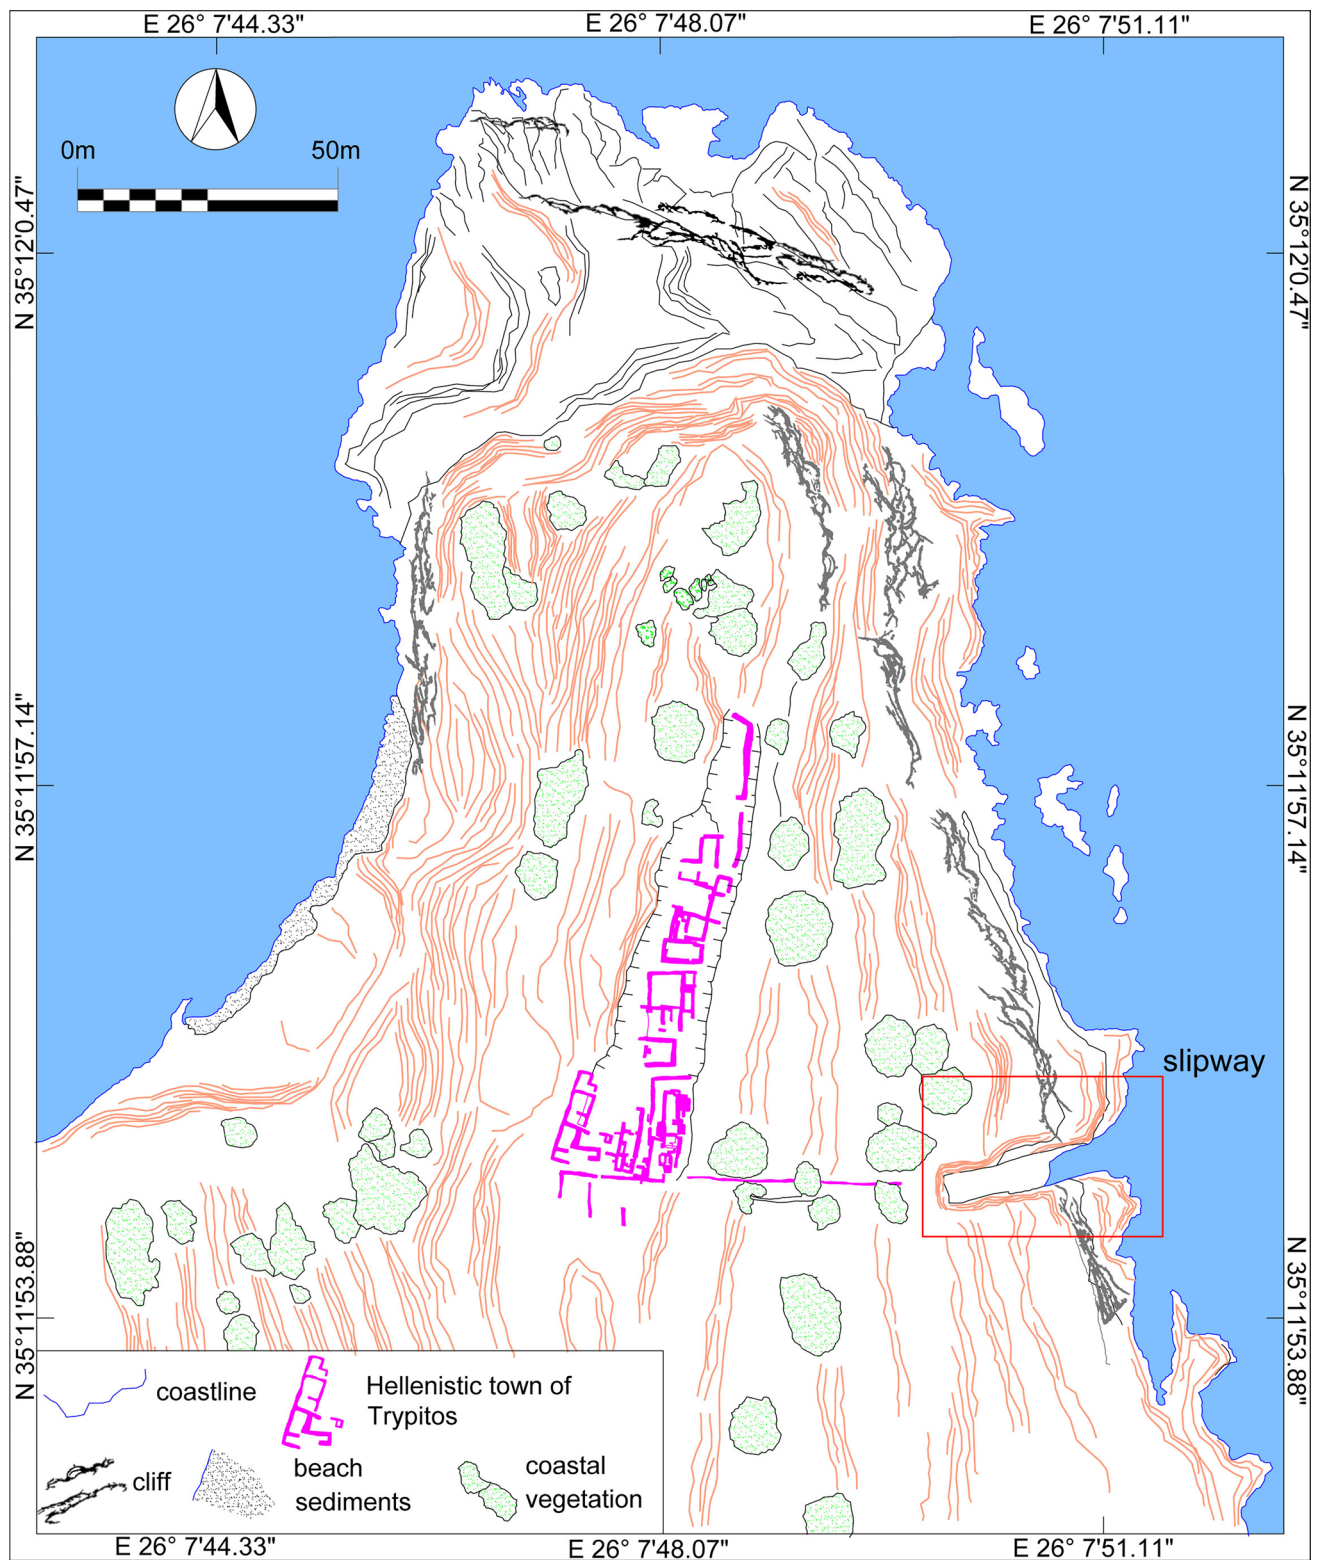 E 26° 7'44.33"
E 26° 7'48.07"
E 26° 7'51.11"
0m
50m
N 35°12'0.47"
N 35°12'0.47"
N 35°11'57.14"
N 35°11'57.14"
slipway
N 35°11'53.88"
N 35°11'53.88"
coastline
Hellenistic town of
Trypitos
cliff
beach
sediments
coastal
vegetation
E 26° 7'44.33"
E 26° 7'48.07"
E 26° 7'51.11"